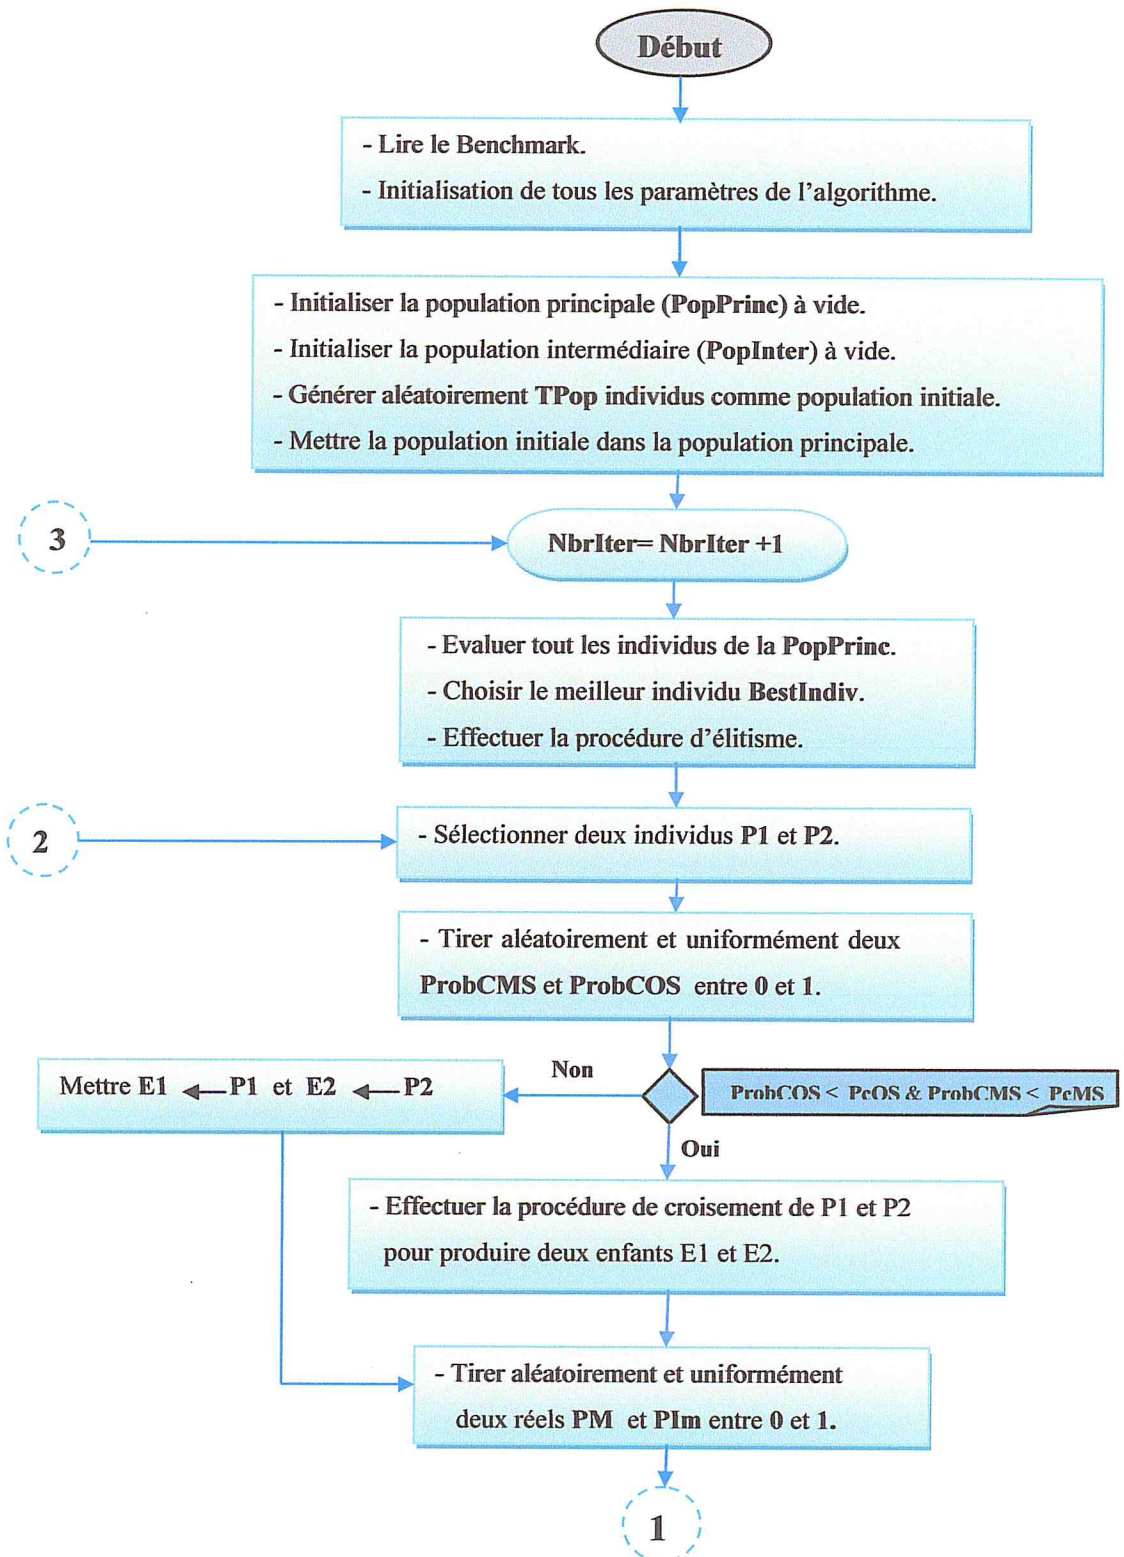 Début
- Lire le Benchmark.
- Initialisation de tous les paramètres de l'algorithme.
- Initialiser la population principale (PopPrinc) à vide.
- Initialiser la population intermédiaire (PopInter) à vide.
- Générer aléatoirement TPop individus comme population initiale.
- Mettre la population initiale dans la population principale.
3
NbrIter= NbrIter +1
- Evaluer tout les individus de la PopPrinc.
- Choisir le meilleur individu BestIndiv.
- Effectuer la procédure d'élitisme.
2
- Sélectionner deux individus P1 et P2.
- Tirer aléatoirement et uniformément deux
ProbCMS et ProbCOS entre 0 et 1.
Mettre E1 ← P1 et E2 ← P2
Non
ProbCOS < PcOS & ProbCMS < PcMS
Oui
- Effectuer la procédure de croisement de P1 et P2
pour produire deux enfants E1 et E2.
- Tirer aléatoirement et uniformément
deux réels PM et PIm entre 0 et 1.
1